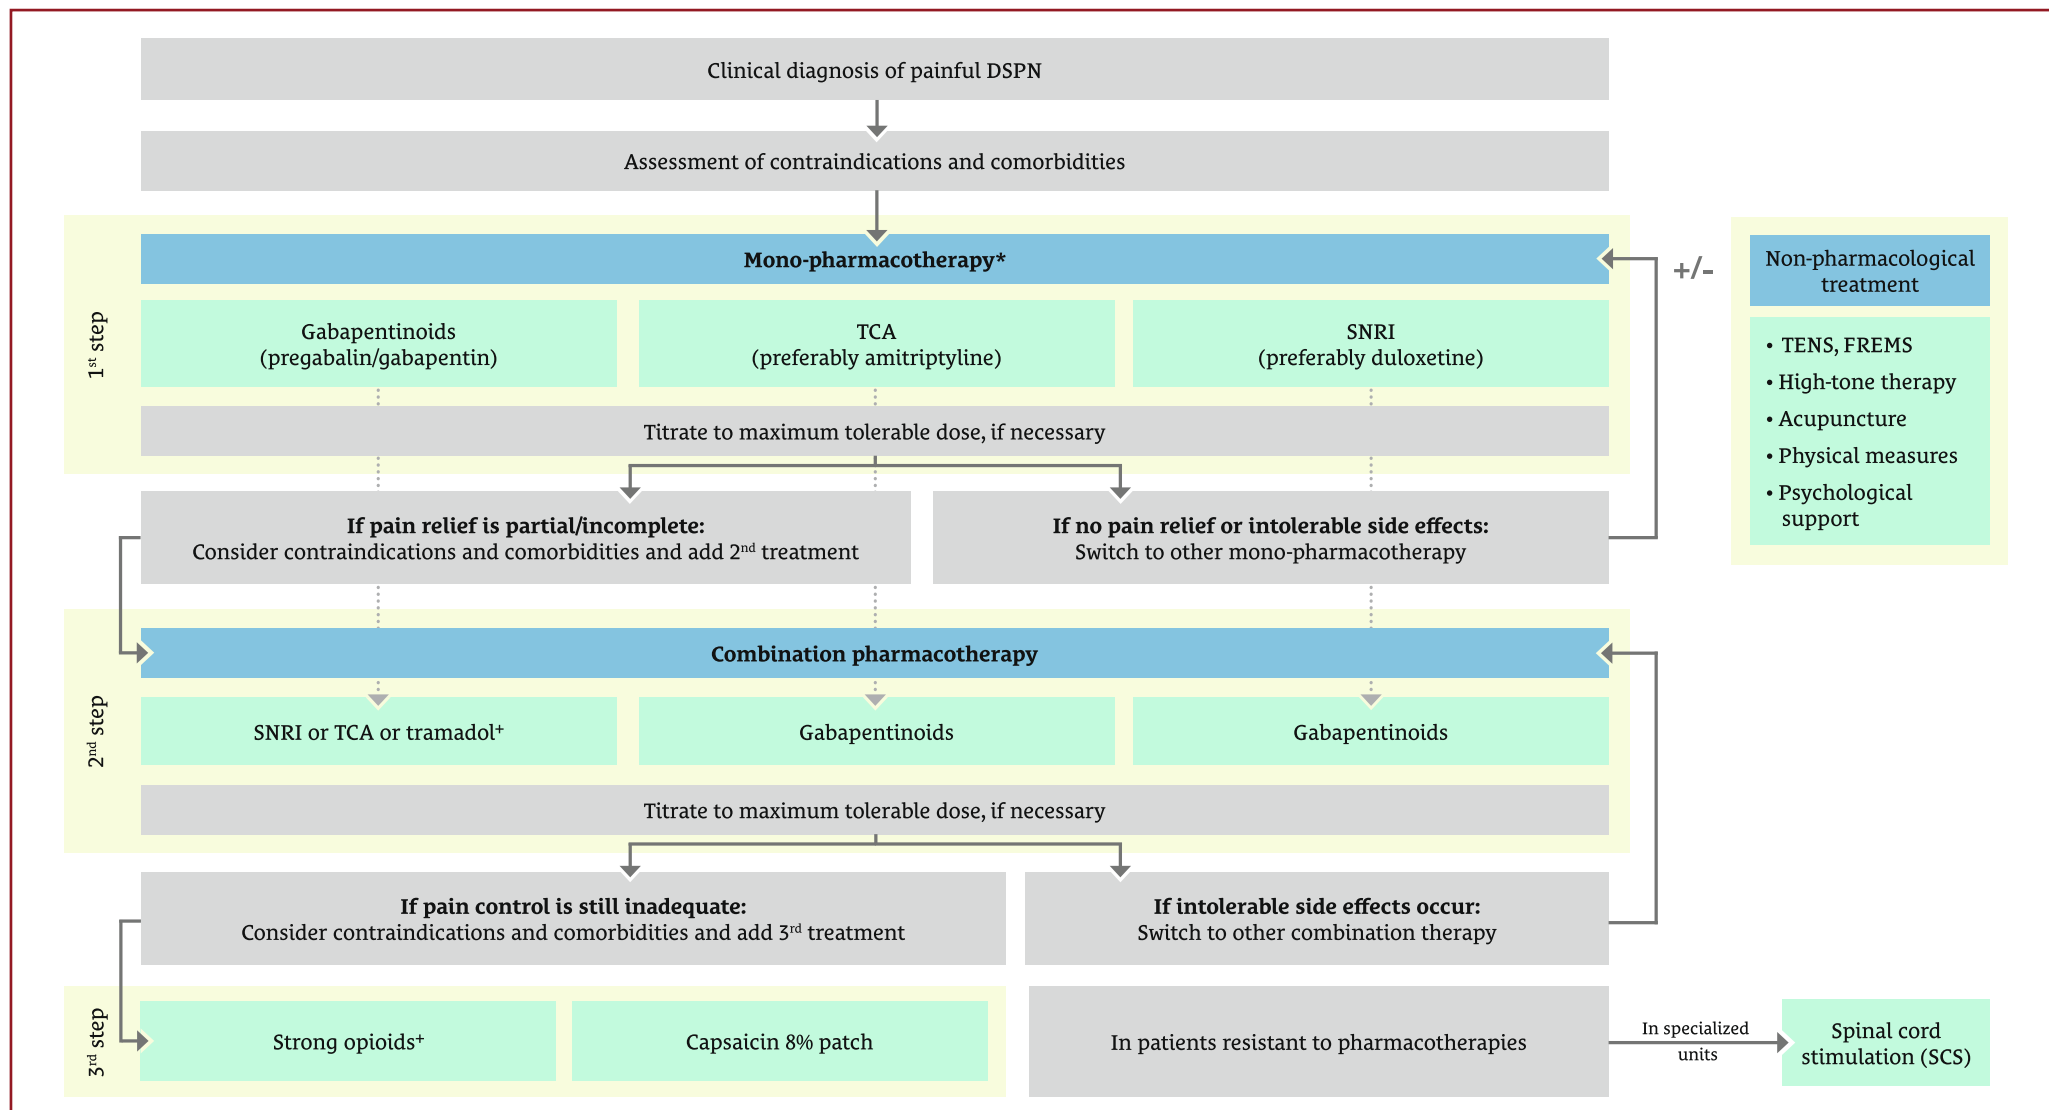 Clinical diagnosis of painful DSPN
Assessment of contraindications and comorbidities
1st step
Mono-pharmacotherapy*
Gabapentinoids
(pregabalin/gabapentin)
TCA
(preferably amitriptyline)
SNRI
(preferably duloxetine)
Titrate to maximum tolerable dose, if necessary
+/-
Non-pharmacological
treatment
• TENS, FREMS
• High-tone therapy
• Acupuncture
• Physical measures
• Psychological
support
If pain relief is partial/incomplete:
Consider contraindications and comorbidities and add 2nd treatment
If no pain relief or intolerable side effects:
Switch to other mono-pharmacotherapy
2nd step
Combination pharmacotherapy
SNRI or TCA or tramadol+
Gabapentinoids
Gabapentinoids
Titrate to maximum tolerable dose, if necessary
If pain control is still inadequate:
Consider contraindications and comorbidities and add 3rd treatment
If intolerable side effects occur:
Switch to other combination therapy
3rd step
Strong opioids+
Capsaicin 8% patch
In patients resistant to pharmacotherapies
In specialized
units
Spinal cord
stimulation (SCS)